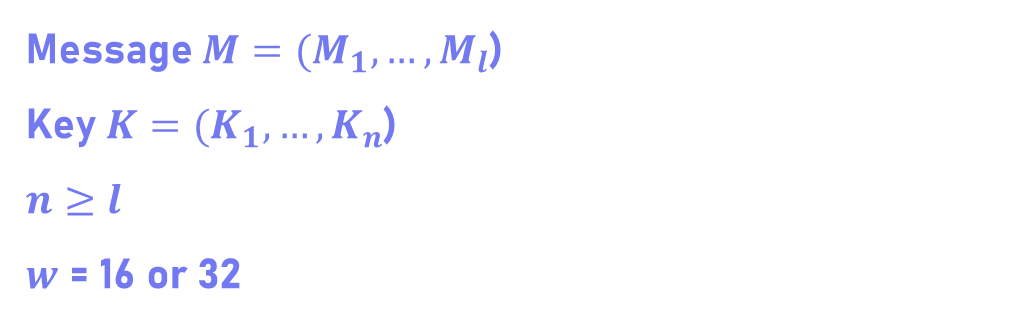 Message M = (M₁, … , Mₗ)
Key K = (K₁, … , Kₙ)
n ≥ l
w = 16 or 32